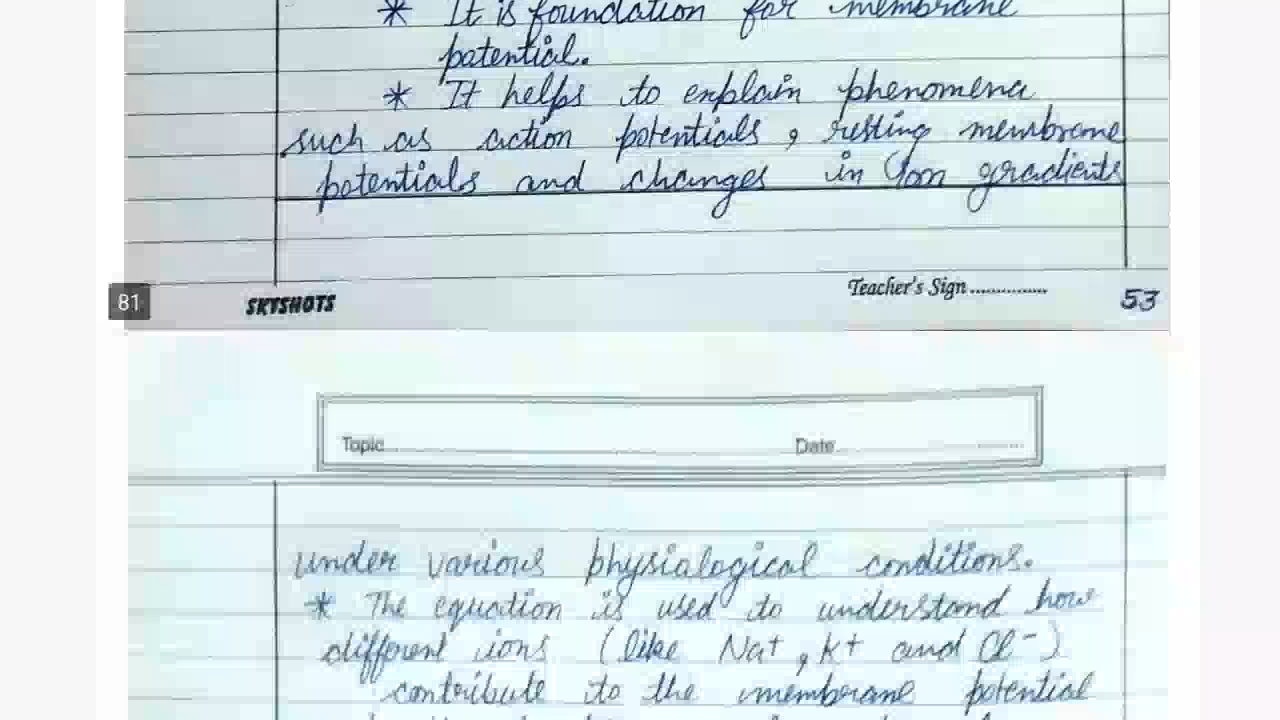 * It is foundation for membrane
potential.
* It helps to explain phenomena
such as action potentials, resting membrane
potentials and changes in Ion gradients
Teacher's Sign ...............
81
SKYSHOTS
53
Topic
Date
under various physialogical conditions.
* The equation is used to understand how
different ions (like Na+, K+ and Cl-)
contribute to the membrane potential